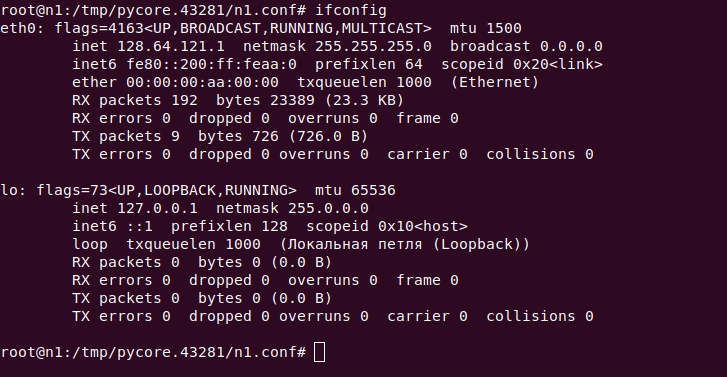 root@n1:/tmp/pycore.43281/n1.conf# ifconfig
eth0: flags=4163<UP,BROADCAST,RUNNING,MULTICAST>  mtu 1500
        inet 128.64.121.1  netmask 255.255.255.0  broadcast 0.0.0.0
        inet6 fe80::200:ff:feaa:0  prefixlen 64  scopeid 0x20<link>
        ether 00:00:00:aa:00:00  txqueuelen 1000  (Ethernet)
        RX packets 192  bytes 23389 (23.3 KB)
        RX errors 0  dropped 0  overruns 0  frame 0
        TX packets 9  bytes 726 (726.0 B)
        TX errors 0  dropped 0 overruns 0  carrier 0  collisions 0

lo: flags=73<UP,LOOPBACK,RUNNING>  mtu 65536
        inet 127.0.0.1  netmask 255.0.0.0
        inet6 ::1  prefixlen 128  scopeid 0x10<host>
        loop  txqueuelen 1000  (Локальная петля (Loopback))
        RX packets 0  bytes 0 (0.0 B)
        RX errors 0  dropped 0  overruns 0  frame 0
        TX packets 0  bytes 0 (0.0 B)
        TX errors 0  dropped 0 overruns 0  carrier 0  collisions 0

root@n1:/tmp/pycore.43281/n1.conf#